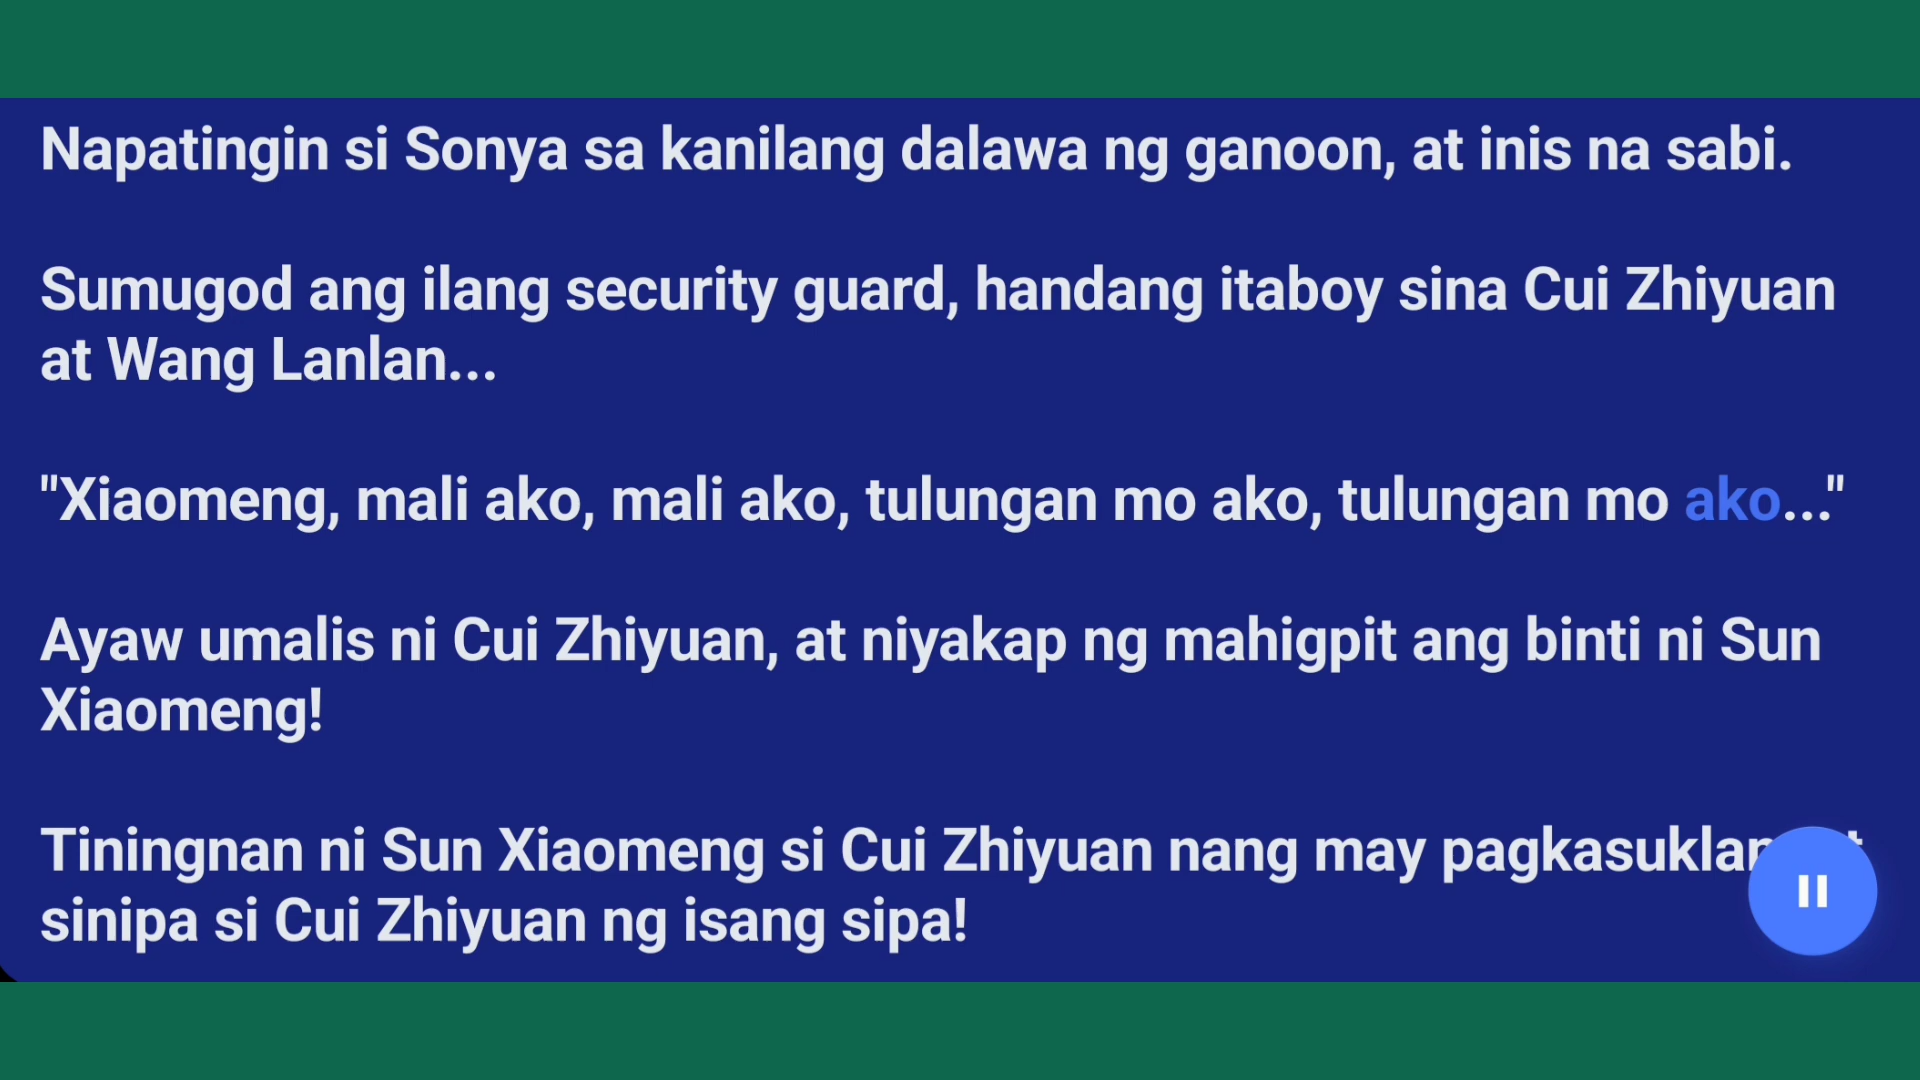 Napatingin si Sonya sa kanilang dalawa ng ganoon, at inis na sabi.
Sumugod ang ilang security guard, handang itaboy sina Cui Zhiyuan
at Wang Lanlan...
"Xiaomeng, mali ako, mali ako, tulungan mo ako, tulungan mo ako..."
Ayaw umalis ni Cui Zhiyuan, at niyakap ng mahigpit ang binti ni Sun
Xiaomeng!
Tiningnan ni Sun Xiaomeng si Cui Zhiyuan nang may
sinipa si Cui Zhiyuan ng isang sipa!